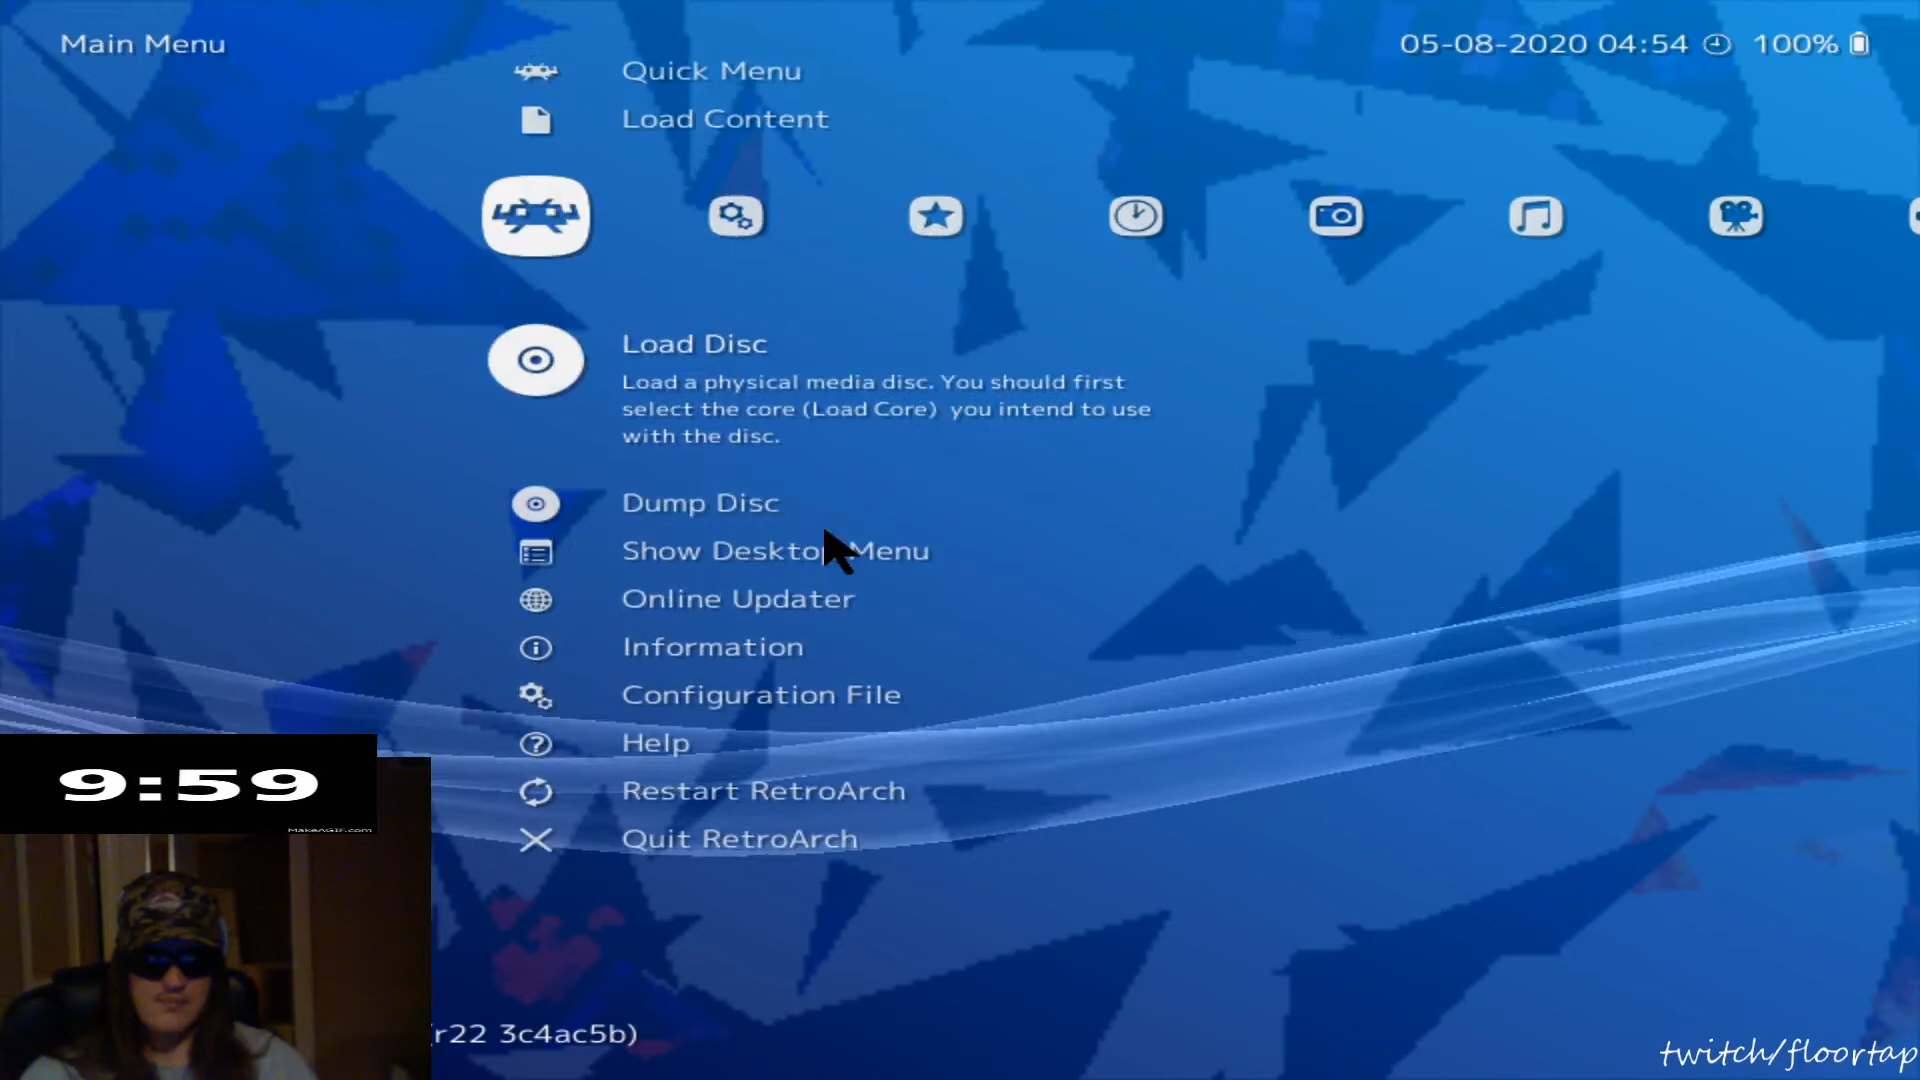 Main Menu
05-08-2020 04:54 100%
Quick Menu
Load Content
Load Disc
Load a physical media disc. You should first
select the core (Load Core) you intend to use
with the disc.
Dump Disc
Show Desktop Menu
Online Updater
Information
Configuration File
Help
Restart RetroArch
Quit RetroArch
9:59
MakeAGif.com
(r22 3c4ac5b)
twitch/floortap